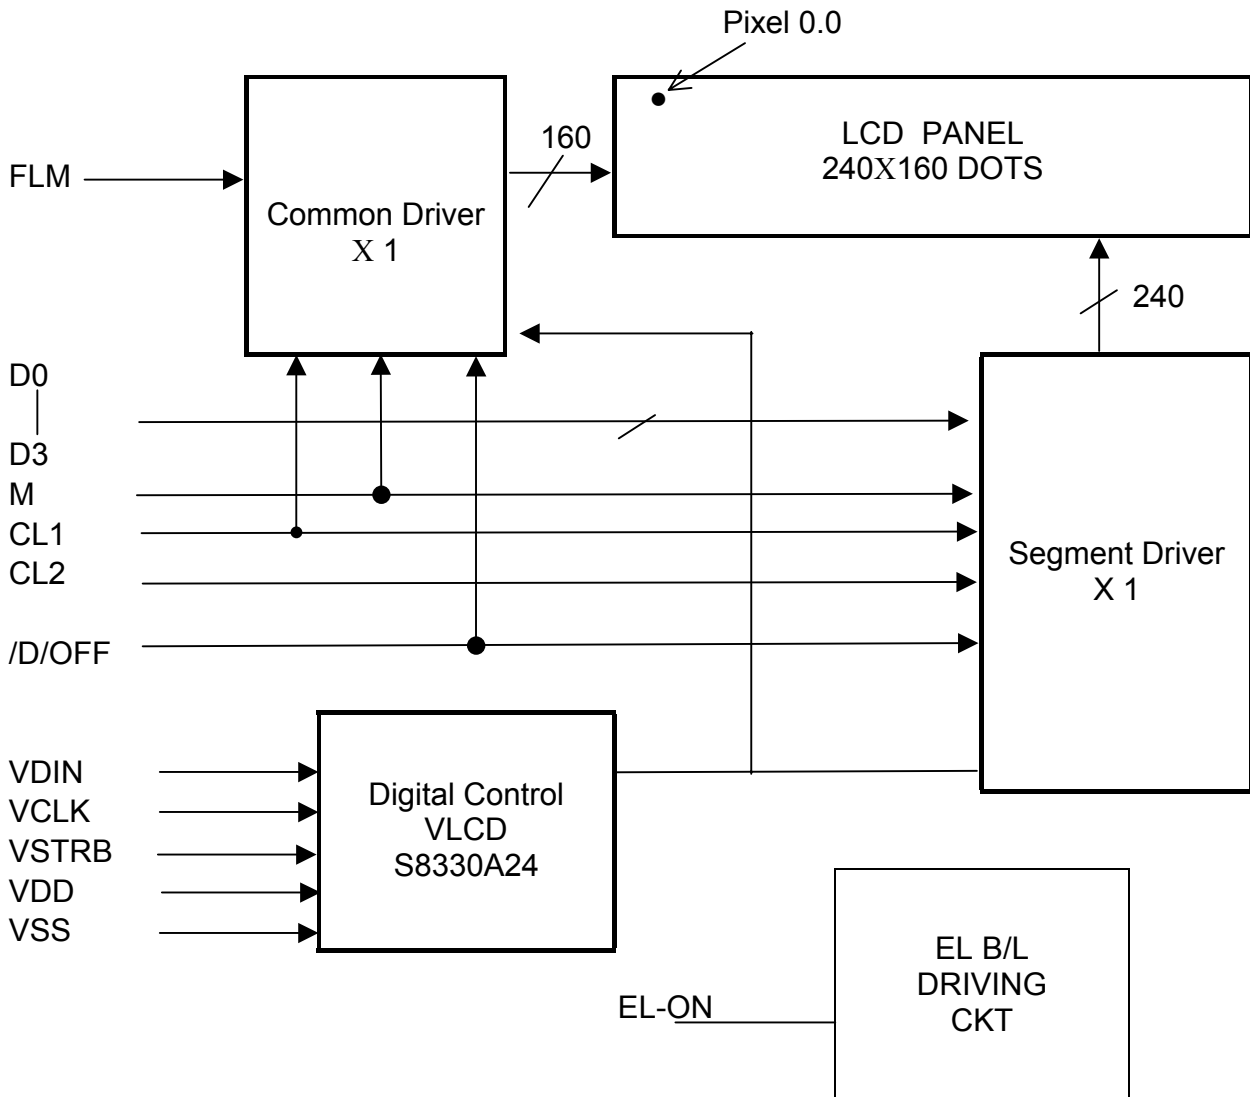 Pixel 0.0
LCD PANEL
240X160 DOTS
160
FLM
Common Driver
X 1
240
D0
D3
M
CL1
CL2
/D/OFF
Segment Driver
X 1
VDIN
VCLK
VSTRB
VDD
VSS
Digital Control
VLCD
S8330A24
EL B/L
DRIVING
CKT
EL-ON